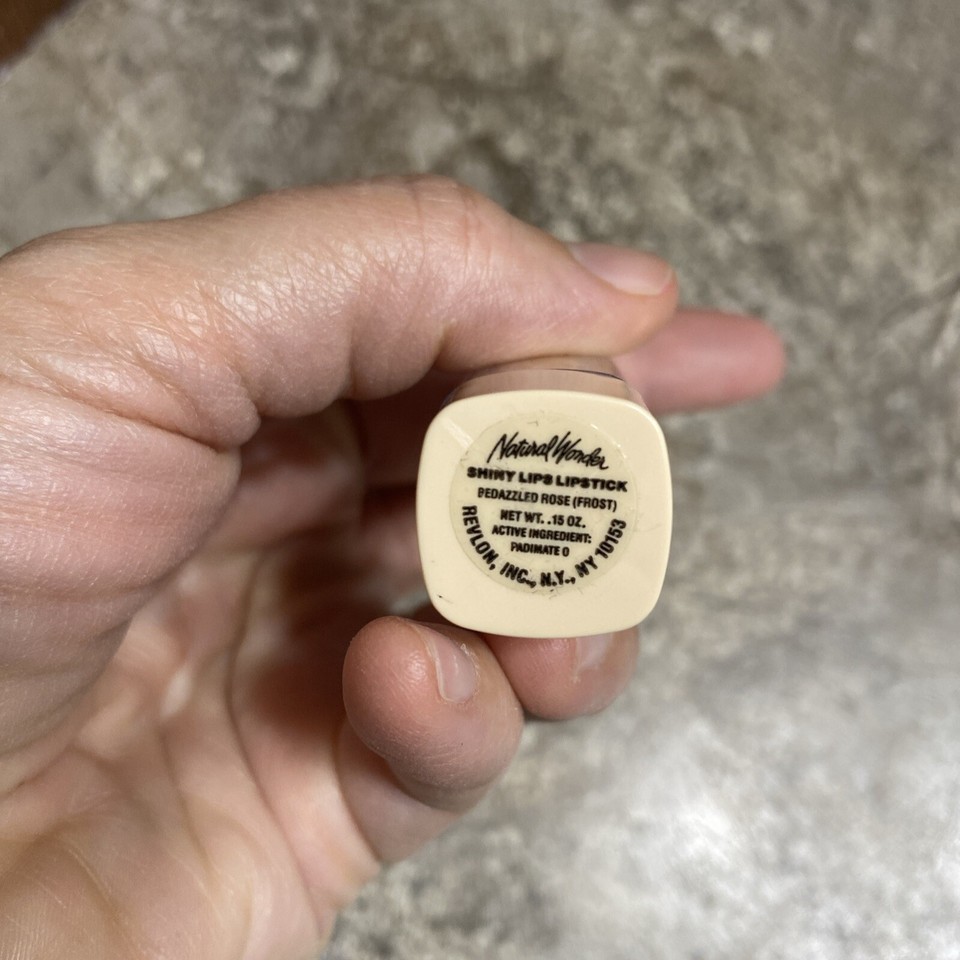 Natural Wonder
SHINY LIPS LIPSTICK
BEDAZZLED ROSE (FROST)
NET WT. .15 OZ.
ACTIVE INGREDIENT:
PADIMATE O
REVLON, INC., N.Y., NY 10153